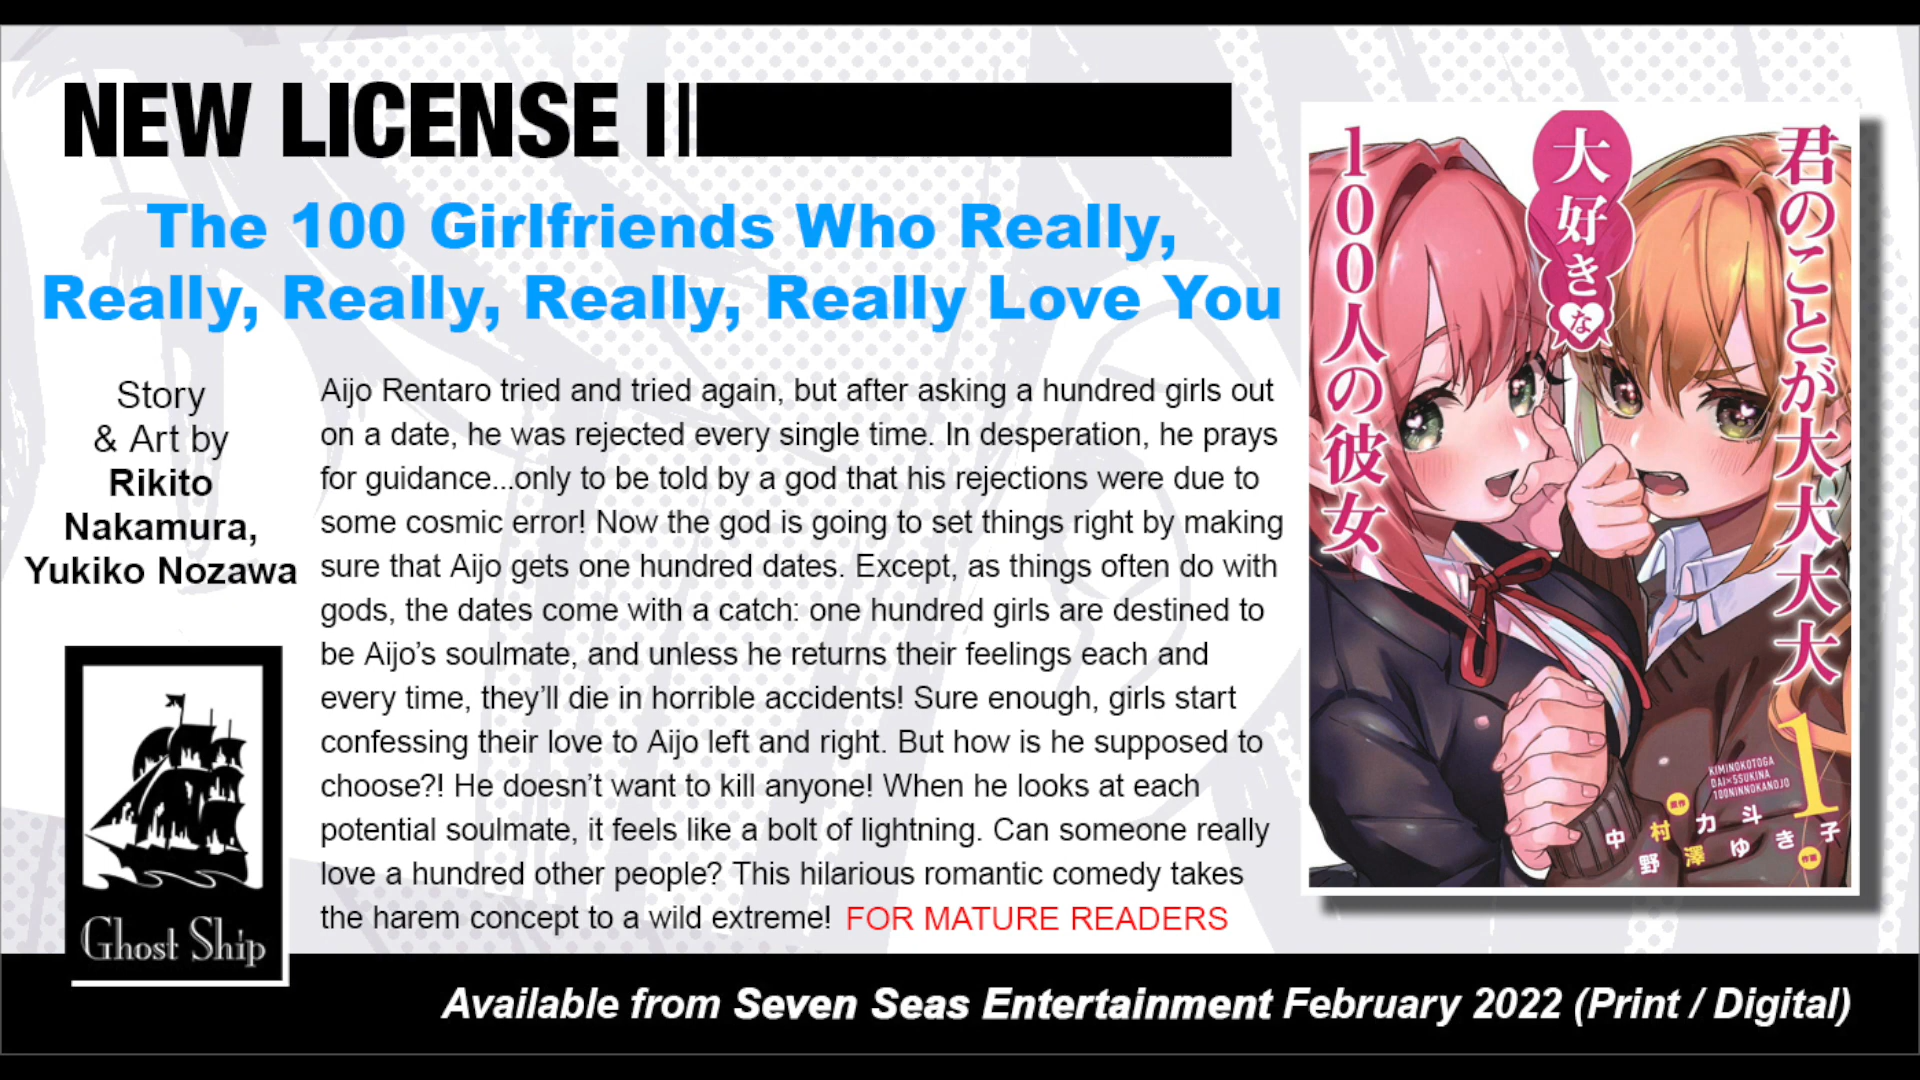 NEW LICENSE
The 100 Girlfriends Who Really,
Really, Really, Really, Really Love You
Story
& Art by
Rikito
Nakamura,
Yukiko Nozawa
Aijo Rentaro tried and tried again, but after asking a hundred girls out
on a date, he was rejected every single time. In desperation, he prays
for guidance...only to be told by a god that his rejections were due to
some cosmic error! Now the god is going to set things right by making
sure that Aijo gets one hundred dates. Except, as things often do with
gods, the dates come with a catch: one hundred girls are destined to
be Aijo’s soulmate, and unless he returns their feelings each and
every time, they’ll die in horrible accidents! Sure enough, girls start
confessing their love to Aijo left and right. But how is he supposed to
choose?! He doesn’t want to kill anyone! When he looks at each
potential soulmate, it feels like a bolt of lightning. Can someone really
love a hundred other people? This hilarious romantic comedy takes
the harem concept to a wild extreme! FOR MATURE READERS
Ghost Ship
君のことが大大大大
大好きな
100人の彼女
1
KIMINOKOTOGA
DAI×5SUKINA
100NINNOKANOJO
原作
中村力斗
野澤ゆき子
作画
Available from Seven Seas Entertainment February 2022 (Print / Digital)